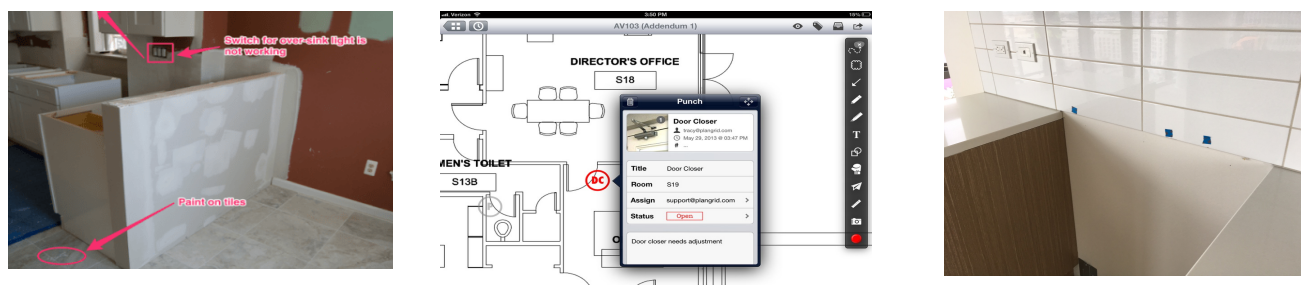 Switch for over-sink light is
not working
Paint on tiles
Verizon
3:50 PM
18%
AV103 (Addendum 1)
DIRECTOR'S OFFICE
S18
MEN'S TOILET
S13B
DC
O
Punch
Door Closer
tracy@plangrid.com
May 29, 2013 @ 03:47 PM
# --
Title Door Closer
Room S19
Assign support@plangrid.com >
Status Open >
Door closer needs adjustment
T